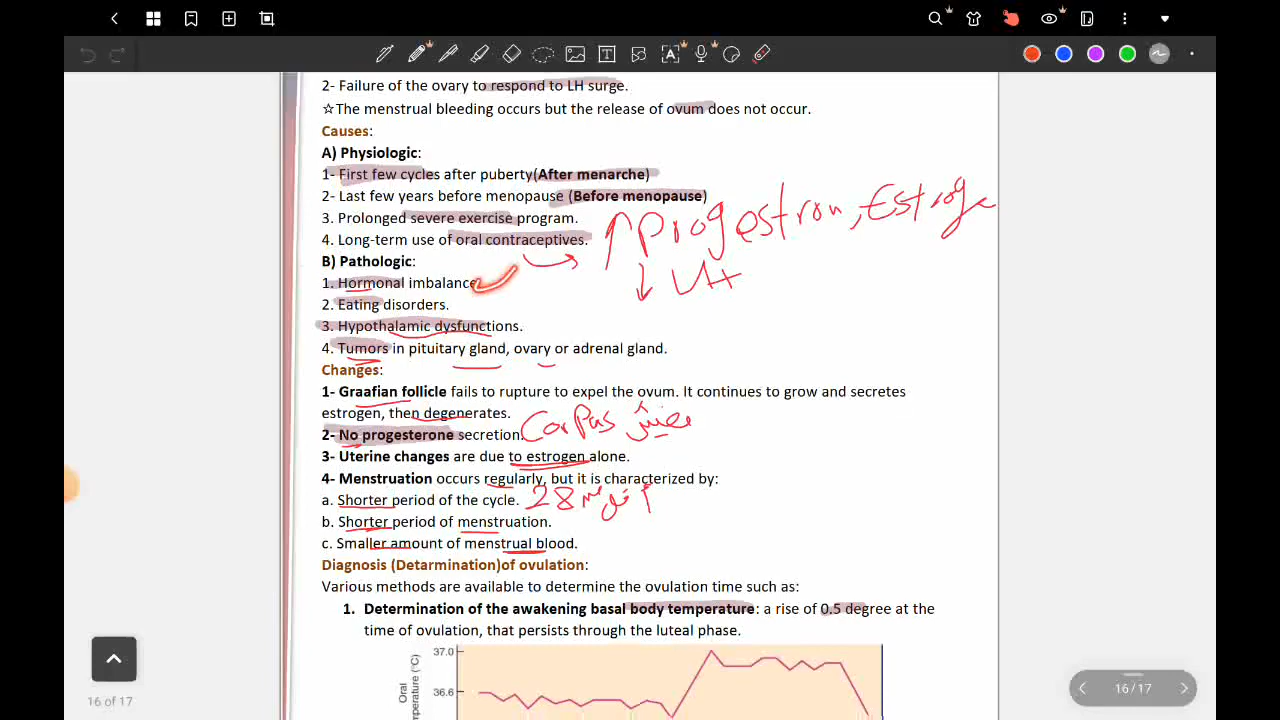 2- Failure of the ovary to respond to LH surge.
☆The menstrual bleeding occurs but the release of ovum does not occur.
Causes:
A) Physiologic:
1- First few cycles after puberty(After menarche)
2- Last few years before menopause (Before menopause)
3. Prolonged severe exercise program.
4. Long-term use of oral contraceptives.
↑Progestron, Estroge
B) Pathologic:
↓ LH
1. Hormonal imbalance
2. Eating disorders.
3. Hypothalamic dysfunctions.
4. Tumors in pituitary gland, ovary or adrenal gland.
Changes:
1- Graafian follicle fails to rupture to expel the ovum. It continues to grow and secretes
estrogen, then degenerates.
2- No progesterone secretion.
Corpus
3- Uterine changes are due to estrogen alone.
4- Menstruation occurs regularly, but it is characterized by:
a. Shorter period of the cycle. 28
b. Shorter period of menstruation.
c. Smaller amount of menstrual blood.
Diagnosis (Detarmination)of ovulation:
Various methods are available to determine the ovulation time such as:
1. Determination of the awakening basal body temperature: a rise of 0.5 degree at the
time of ovulation, that persists through the luteal phase.
37.0
36.6
Oral
mperature (°C)
16 of 17
16/17